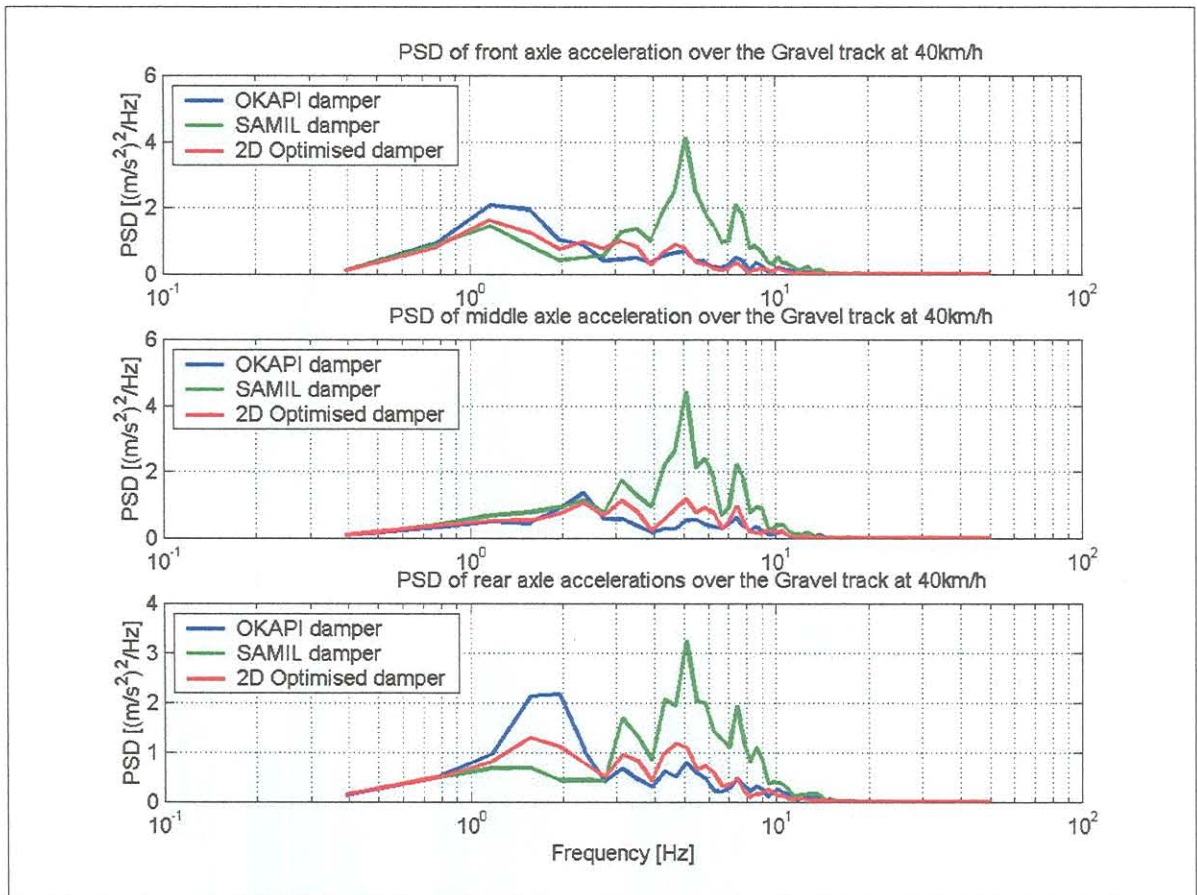 PSD of front axle acceleration over the Gravel track at 40km/h
PSD [(m/s²)²/Hz]
6
4
2
0
OKAPI damper
SAMIL damper
2D Optimised damper
10⁻¹ 10⁰ 10¹ 10²
PSD of middle axle acceleration over the Gravel track at 40km/h
PSD [(m/s²)²/Hz]
6
4
2
0
OKAPI damper
SAMIL damper
2D Optimised damper
10⁻¹ 10⁰ 10¹ 10²
PSD of rear axle accelerations over the Gravel track at 40km/h
PSD [(m/s²)²/Hz]
4
3
2
1
0
OKAPI damper
SAMIL damper
2D Optimised damper
10⁻¹ 10⁰ 10¹ 10²
Frequency [Hz]